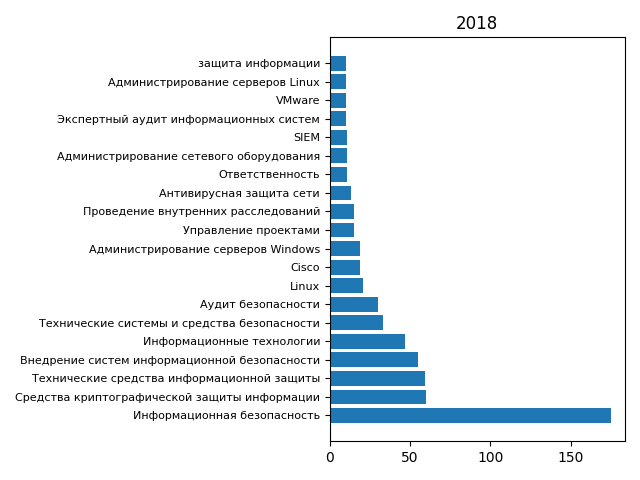 2018
защита информации
Администрирование серверов Linux
VMware
Экспертный аудит информационных систем
SIEM
Администрирование сетевого оборудования
Ответственность
Антивирусная защита сети
Проведение внутренних расследований
Управление проектами
Администрирование серверов Windows
Cisco
Linux
Аудит безопасности
Технические системы и средства безопасности
Информационные технологии
Внедрение систем информационной безопасности
Технические средства информационной защиты
Средства криптографической защиты информации
Информационная безопасность
0 50 100 150